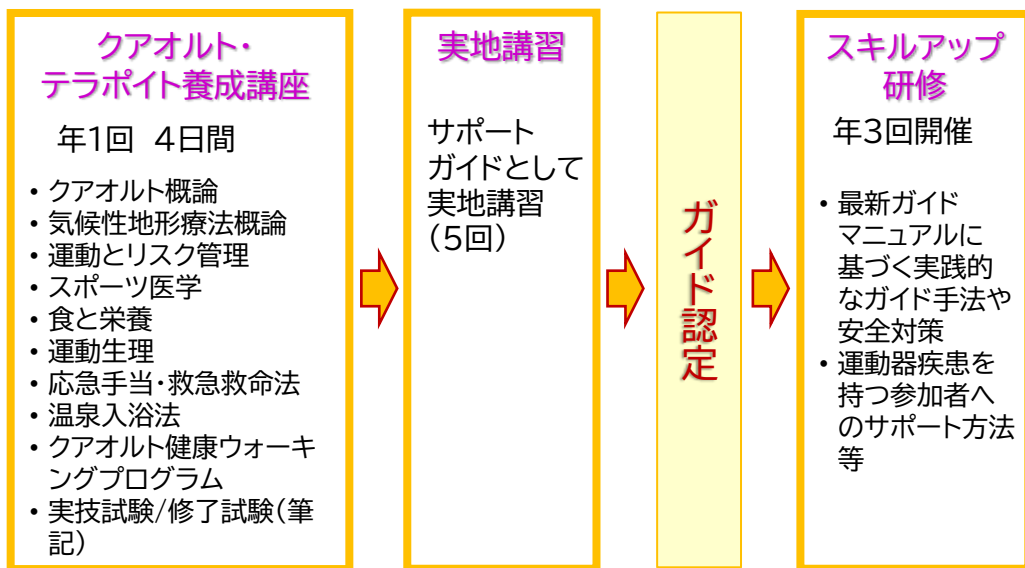 クアオルト・
テラポイト養成講座
年1回 4日間
• クアオルト概論
• 気候性地形療法概論
• 運動とリスク管理
• スポーツ医学
• 食と栄養
• 運動生理
• 応急手当・救急救命法
• 温泉入浴法
• クアオルト健康ウォーキ
ングプログラム
• 実技試験/修了試験（筆
記）
実地講習
サポート
ガイドとして
実地講習
（5回）
ガイド認定
スキルアップ
研修
年3回開催
• 最新ガイド
マニュアルに
基づく実践的
なガイド手法や
安全対策
• 運動器疾患を
持つ参加者へ
のサポート方法
等